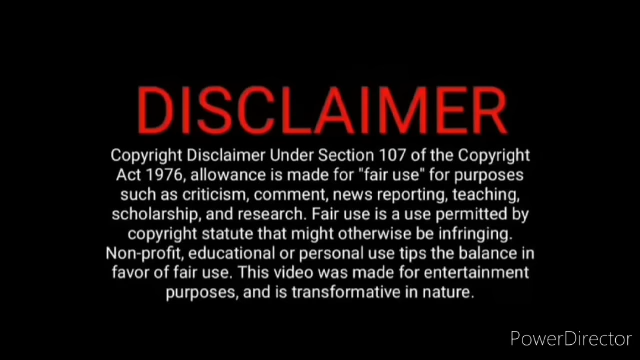 DISCLAIMER
Copyright Disclaimer Under Section 107 of the Copyright
Act 1976, allowance is made for "fair use" for purposes
such as criticism, comment, news reporting, teaching,
scholarship, and research. Fair use is a use permitted by
copyright statute that might otherwise be infringing.
Non-profit, educational or personal use tips the balance in
favor of fair use. This video was made for entertainment
purposes, and is transformative in nature.
PowerDirector